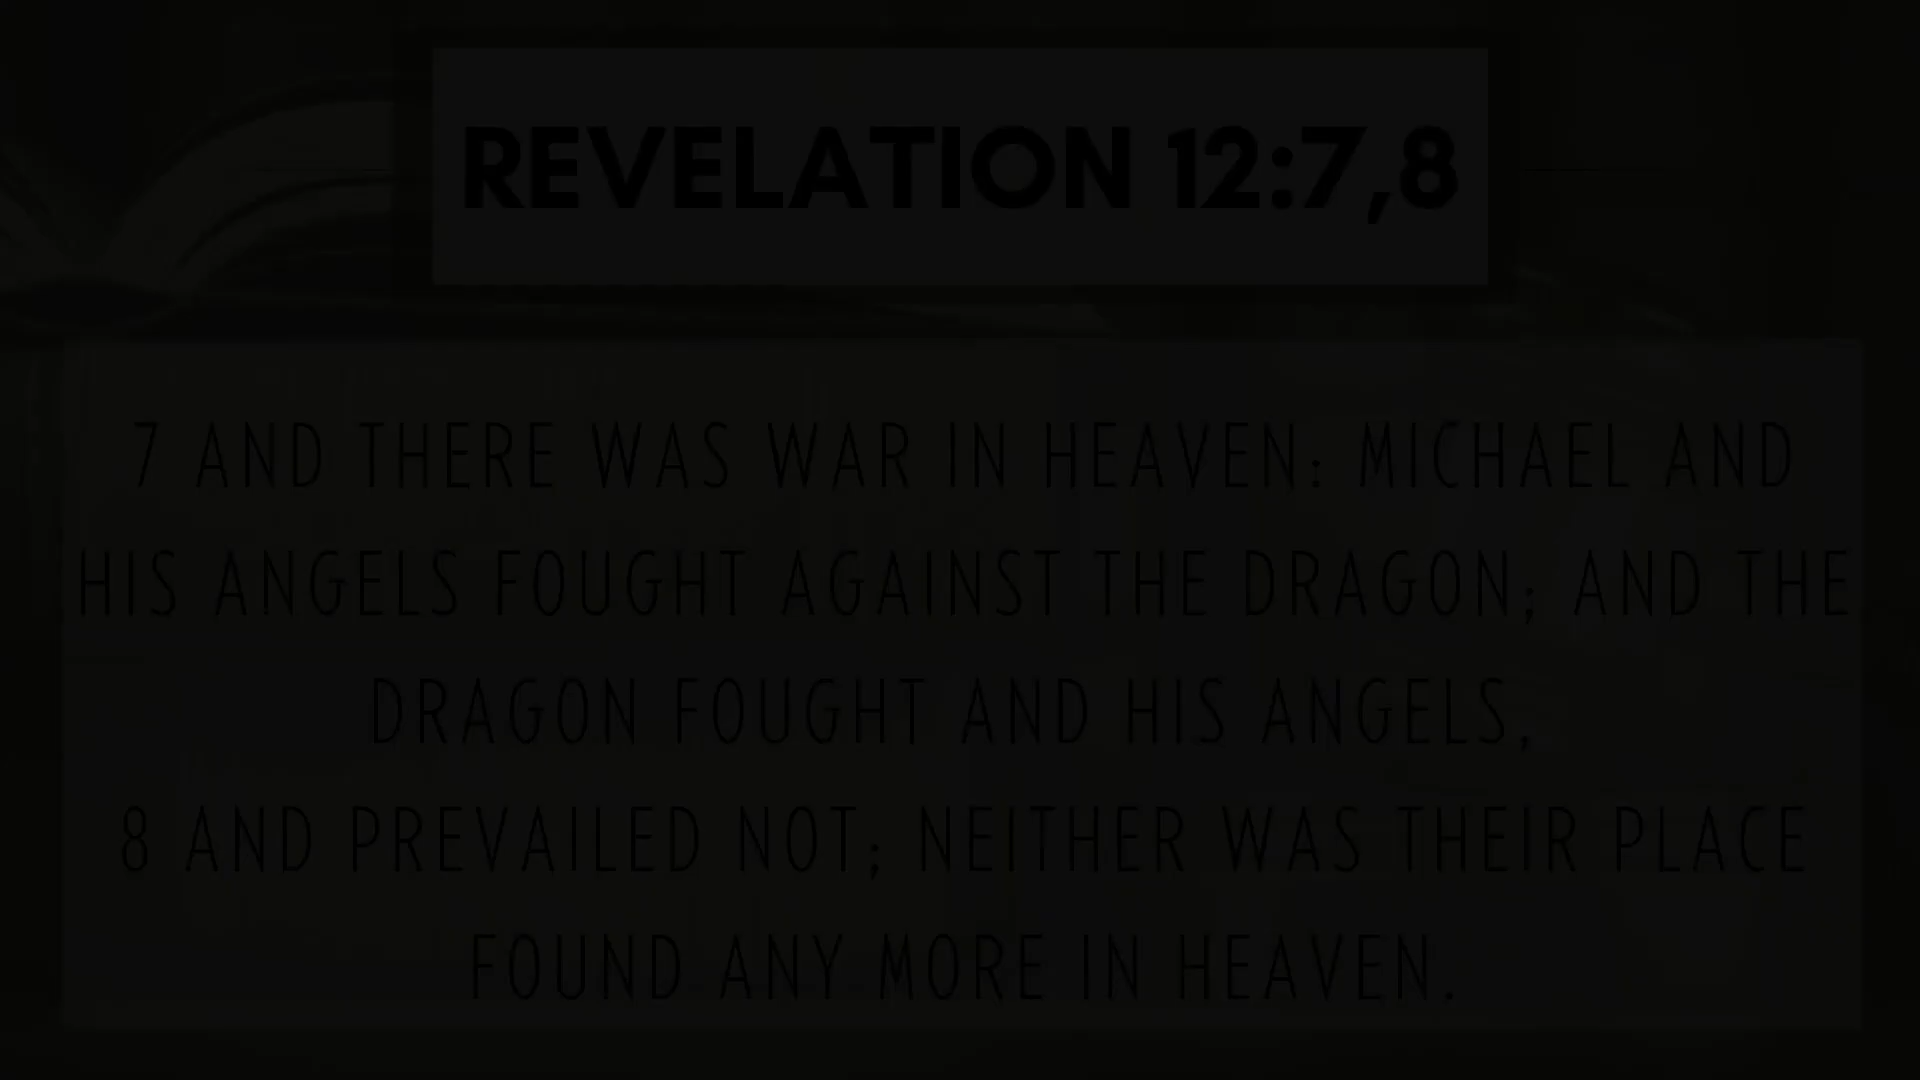 REVELATION 12:7,8
7 AND THERE WAS WAR IN HEAVEN: MICHAEL AND
HIS ANGELS FOUGHT AGAINST THE DRAGON; AND THE
DRAGON FOUGHT AND HIS ANGELS,
8 AND PREVAILED NOT; NEITHER WAS THEIR PLACE
FOUND ANY MORE IN HEAVEN.